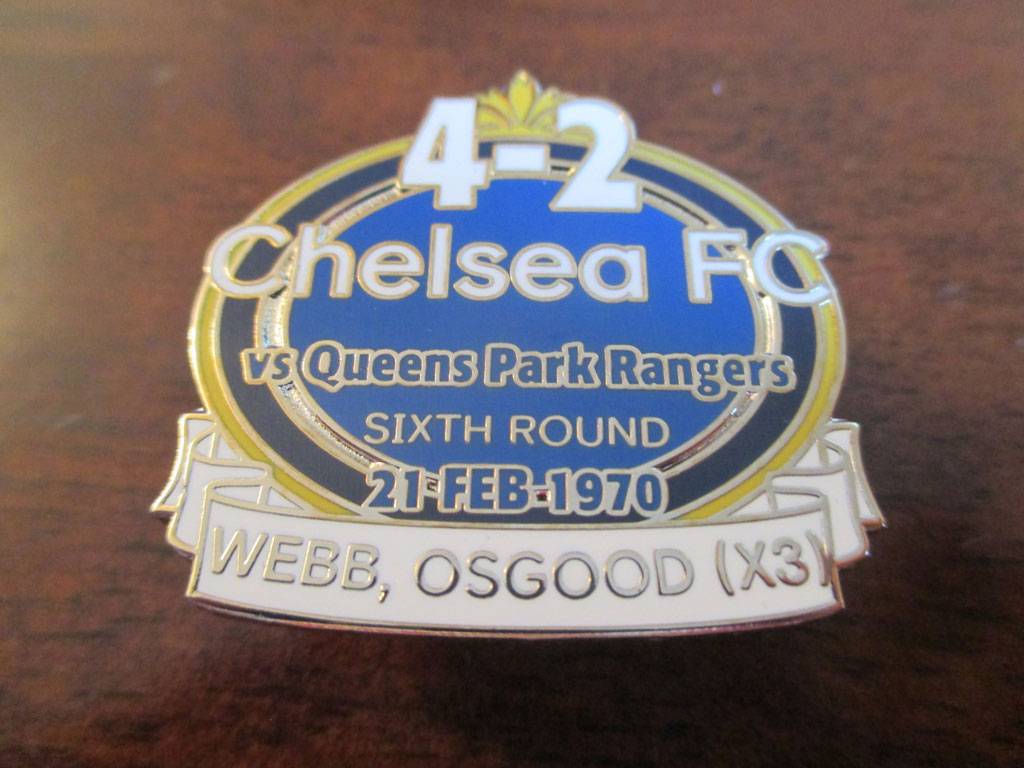 4-2
Chelsea FC
vs Queens Park Rangers
SIXTH ROUND
21-FEB-1970
WEBB, OSGOOD (X3)